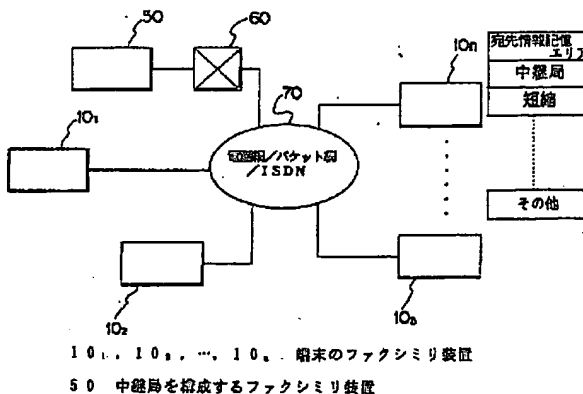 50
60
10n
宛先情報記憶
エリア
中継局
短縮
その他
70
電話網/パケット網
/ISDN
10₁
10₂
10₃
10₁、10₂、…、10ₙ 端末のファクシミリ装置
50 中継局を構成するファクシミリ装置